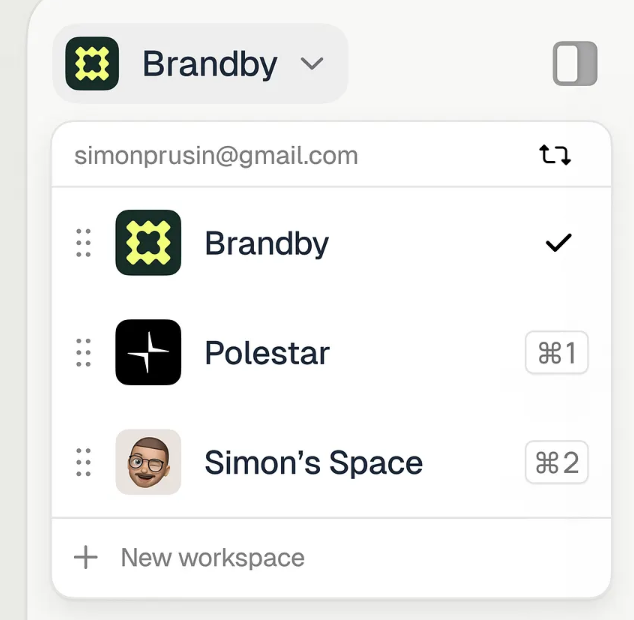 Brandby
simonprusin@gmail.com
Brandby
Polestar ⌘1
Simon’s Space ⌘2
New workspace